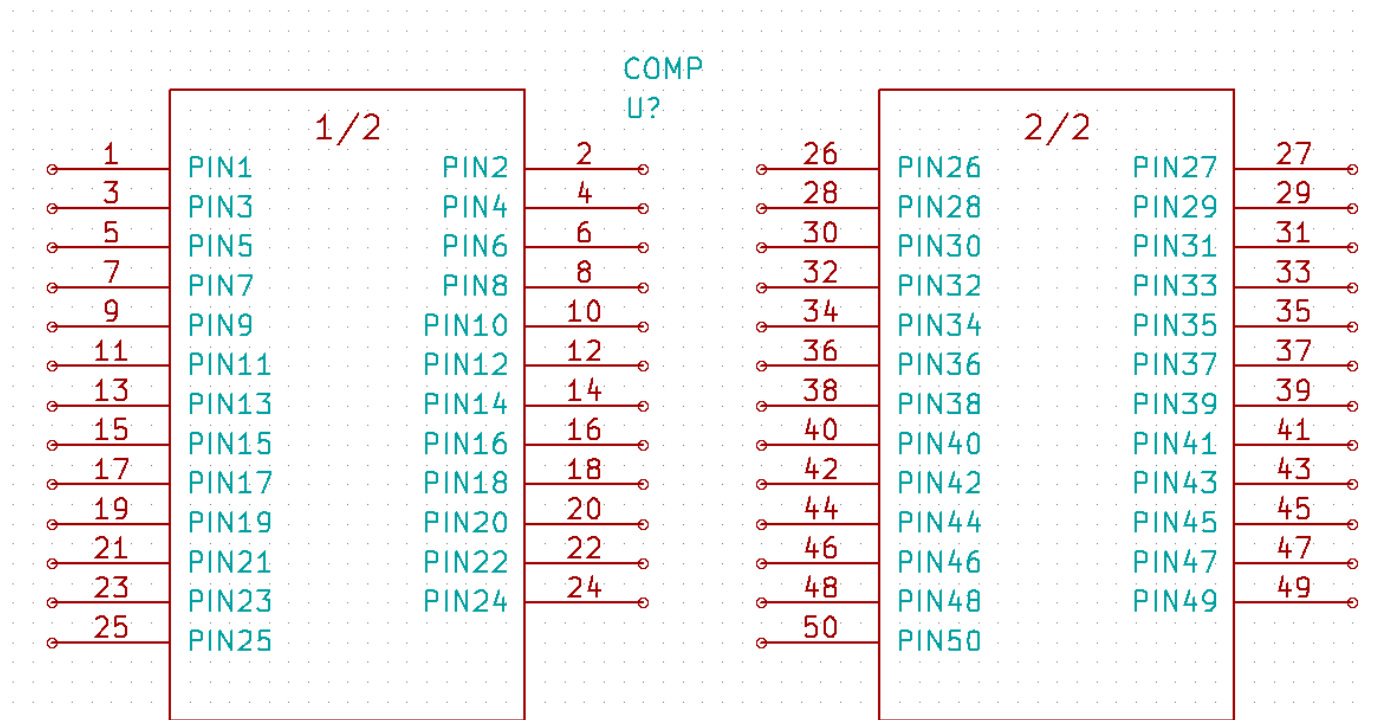 COMP
U?
1/2 2/2
1 2 26 27
PIN1 PIN2 PIN26 PIN27
3 4 28 29
PIN3 PIN4 PIN28 PIN29
5 6 30 31
PIN5 PIN6 PIN30 PIN31
7 8 32 33
PIN7 PIN8 PIN32 PIN33
9 10 34 35
PIN9 PIN10 PIN34 PIN35
11 12 36 37
PIN11 PIN12 PIN36 PIN37
13 14 38 39
PIN13 PIN14 PIN38 PIN39
15 16 40 41
PIN15 PIN16 PIN40 PIN41
17 18 42 43
PIN17 PIN18 PIN42 PIN43
19 20 44 45
PIN19 PIN20 PIN44 PIN45
21 22 46 47
PIN21 PIN22 PIN46 PIN47
23 24 48 49
PIN23 PIN24 PIN48 PIN49
25 50
PIN25 PIN50